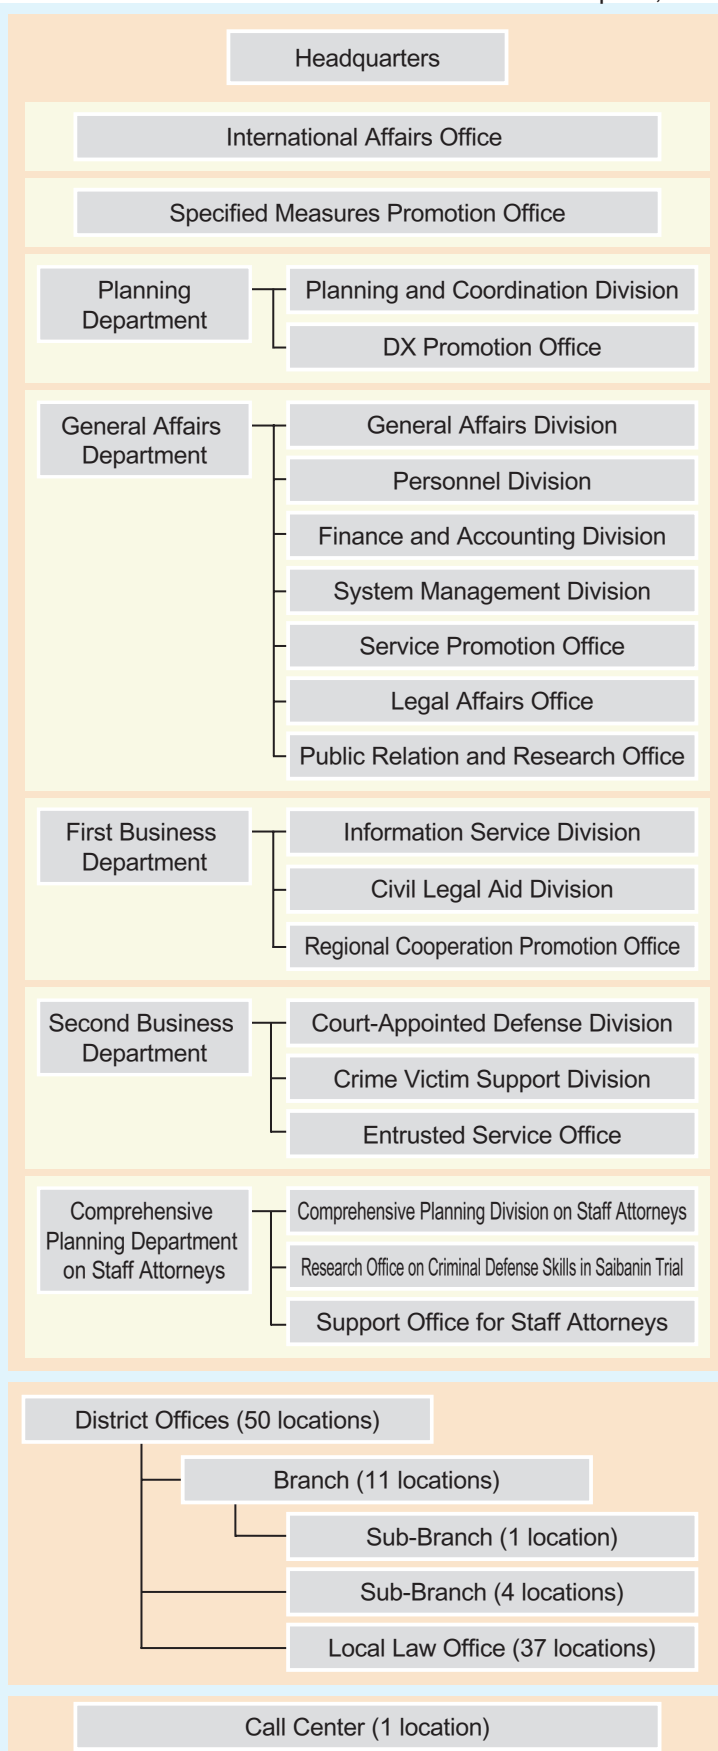 Headquarters
International Affairs Office
Specified Measures Promotion Office
Planning
Department
Planning and Coordination Division
DX Promotion Office
General Affairs
Department
General Affairs Division
Personnel Division
Finance and Accounting Division
System Management Division
Service Promotion Office
Legal Affairs Office
Public Relation and Research Office
First Business
Department
Information Service Division
Civil Legal Aid Division
Regional Cooperation Promotion Office
Second Business
Department
Court-Appointed Defense Division
Crime Victim Support Division
Entrusted Service Office
Comprehensive
Planning Department
on Staff Attorneys
Comprehensive Planning Division on Staff Attorneys
Research Office on Criminal Defense Skills in Saibanin Trial
Support Office for Staff Attorneys
District Offices (50 locations)
Branch (11 locations)
Sub-Branch (1 location)
Sub-Branch (4 locations)
Local Law Office (37 locations)
Call Center (1 location)